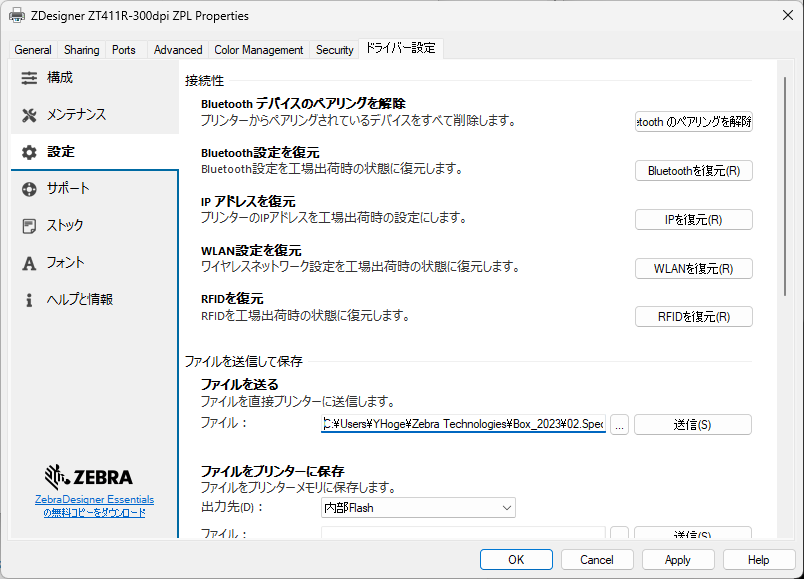 ZDesigner ZT411R-300dpi ZPL Properties
General Sharing Ports Advanced Color Management Security ドライバー設定
構成
メンテナンス
設定
サポート
ストック
フォント
ヘルプと情報
ZEBRA
ZebraDesigner Essentials
の無料コピーをダウンロード
接続性
Bluetooth デバイスのペアリングを解除
プリンターからペアリングされているデバイスをすべて削除します。
tooth のペアリングを解除
Bluetooth設定を復元
Bluetooth設定を工場出荷時の状態に復元します。
Bluetoothを復元(R)
IP アドレスを復元
プリンターのIPアドレスを工場出荷時の設定にします。
IPを復元(R)
WLAN設定を復元
ワイヤレスネットワーク設定を工場出荷時の状態に復元します。
WLANを復元(R)
RFIDを復元
RFIDを工場出荷時の状態に復元します。
RFIDを復元(R)
ファイルを送信して保存
ファイルを送る
ファイルを直接プリンターに送信します。
ファイル： C:¥Users¥YHoge¥Zebra Technologies¥Box_2023¥02.Spec ... 送信(S)
ファイルをプリンターに保存
ファイルをプリンターメモリに保存します。
出力先(D)： 内部Flash
ファイル： 送信(S)
OK Cancel Apply Help